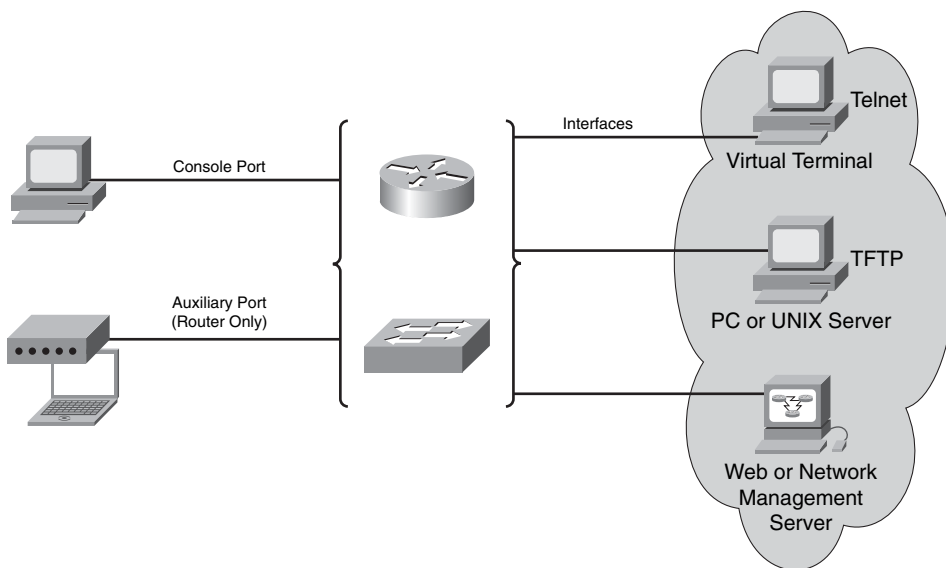 Console Port
Auxiliary Port
(Router Only)
Interfaces
Telnet
Virtual Terminal
TFTP
PC or UNIX Server
Web or Network
Management
Server